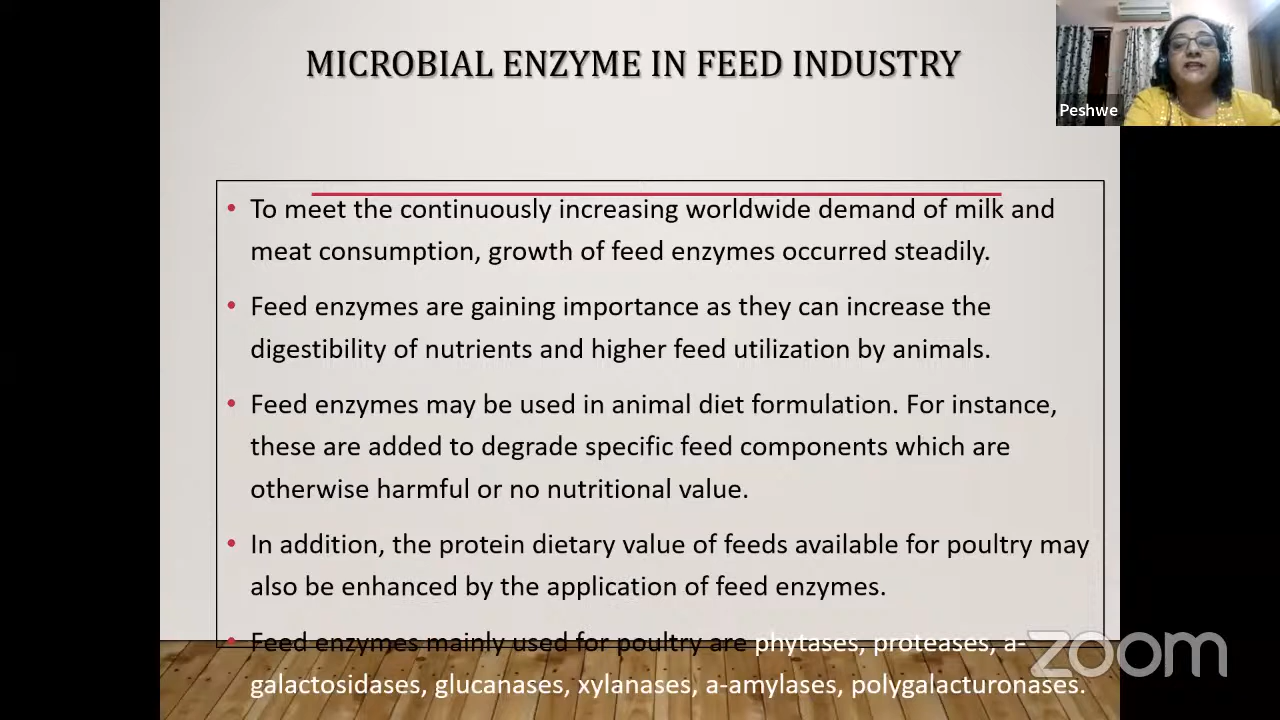 MICROBIAL ENZYME IN FEED INDUSTRY
Peshwe
• To meet the continuously increasing worldwide demand of milk and
meat consumption, growth of feed enzymes occurred steadily.
• Feed enzymes are gaining importance as they can increase the
digestibility of nutrients and higher feed utilization by animals.
• Feed enzymes may be used in animal diet formulation. For instance,
these are added to degrade specific feed components which are
otherwise harmful or no nutritional value.
• In addition, the protein dietary value of feeds available for poultry may
also be enhanced by the application of feed enzymes.
• Feed enzymes mainly used for poultry are phytases, proteases, a-
galactosidases, glucanases, xylanases, a-amylases, polygalacturonases.
zoom